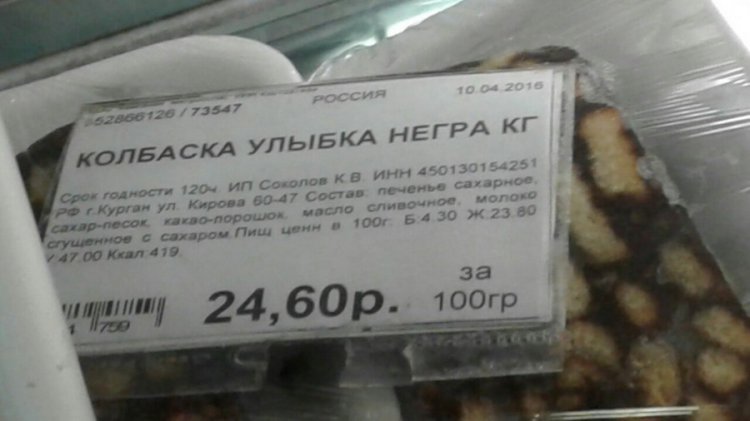 РОССИЯ 10.04.2016
52866126 / 73547
КОЛБАСКА УЛЫБКА НЕГРА КГ
Срок годности 120ч. ИП Соколов К.В. ИНН 450130154251
РФ г.Курган ул. Кирова 60-47 Состав: печенье сахарное,
сахар-песок, какао-порошок, масло сливочное, молоко
сгущенное с сахаром.Пищ ценн в 100г: Б:4.30 Ж:23.80
/ 47.00 Ккал:419
24,60р.
за
100гр
4 759